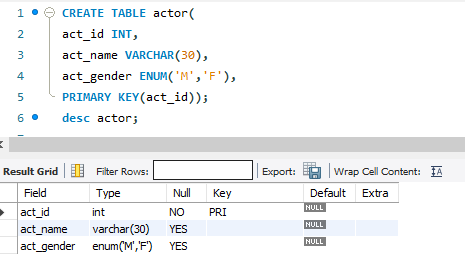 1 CREATE TABLE actor(
2 act_id INT,
3 act_name VARCHAR(30),
4 act_gender ENUM('M','F'),
5 PRIMARY KEY(act_id));
6 desc actor;
Result Grid Filter Rows: Export: Wrap Cell Content: IA
Field Type Null Key Default Extra
act_id int NO PRI NULL
act_name varchar(30) YES NULL
act_gender enum('M','F') YES NULL